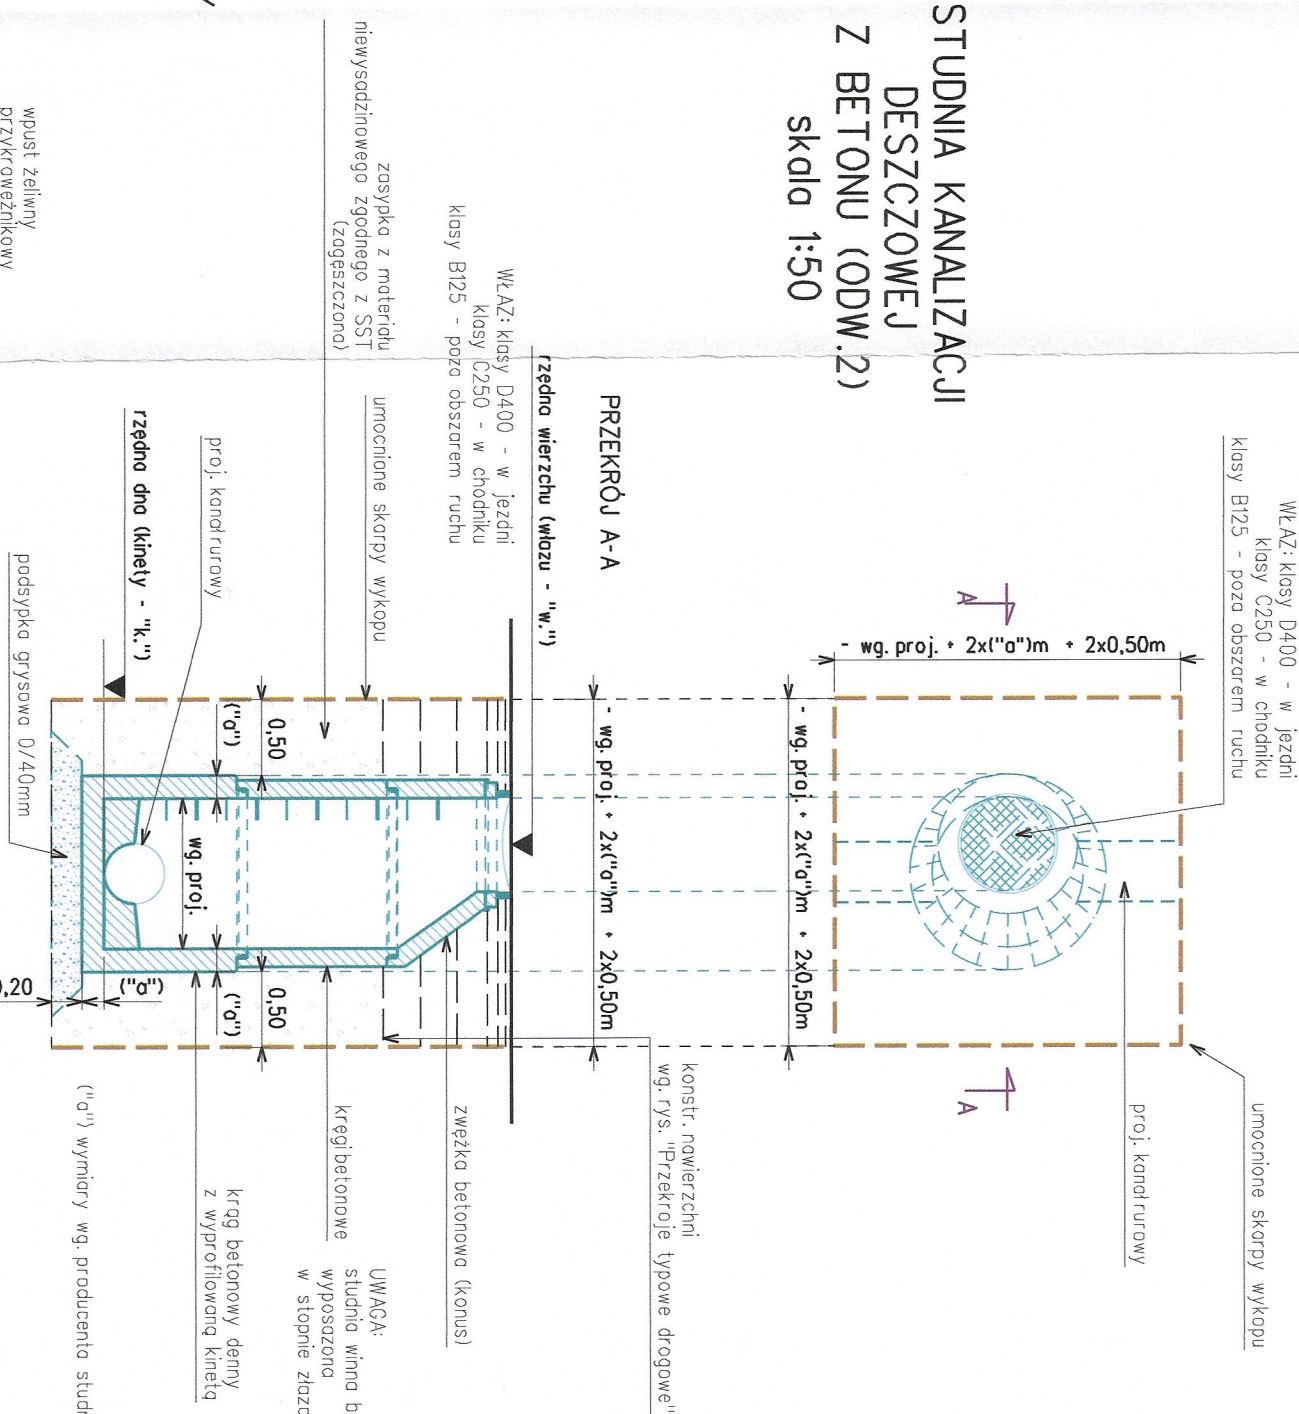 STUDNIA KANALIZACJI
DESZCZOWEJ
Z BETONU (ODW.2)
skala 1:50
WŁAZ: klasy D400 - w jezdni
klasy C250 - w chodniku
klasy B125 - poza obszarem ruchu
A
- wg. proj. + 2x("a")m + 2x0,50m
umocnione skarpy wykopu
proj. kanał rurowy
A
- wg. proj. + 2x("a")m + 2x0,50m
PRZEKRÓJ A-A
- wg. proj. + 2x("a")m + 2x0,50m
rzędna wierzchu (włazu - "w.")
WŁAZ: klasy D400 - w jezdni
klasy C250 - w chodniku
klasy B125 - poza obszarem ruchu
konstr. nawierzchni
wg. rys. "Przekroje typowe drogowe"
zwężka betonowa (konus)
umocnione skarpy wykopu
zasypka z materiału
niewysadzinowego zgodnego z SST
(zagęszczona)
UWAGA:
studnia winna
wyposażona
w stopnie
kręgi betonowe
0,50
0,50
("a")
("a")
wg. proj.
krąg betonowy denny
z wyprofilowaną kinetą
proj. kanał rurowy
rzędna dna (kinety - "k.")
("a")
("a") wymiary wg. producenta
podsypka grysowa 0/40mm
,20
wpust żeliwny
przykrawężnikowy